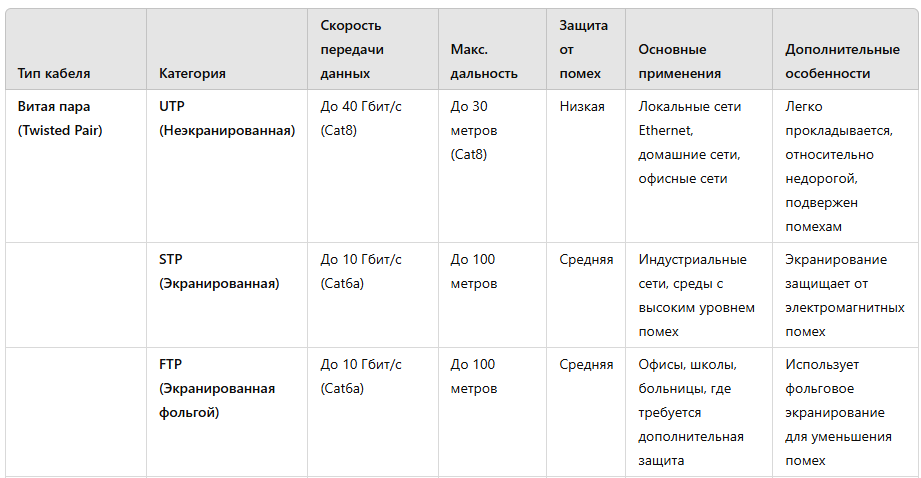 Тип кабеля
Категория
Скорость
передачи
данных
Макс.
дальность
Защита
от
помех
Основные
применения
Дополнительные
особенности
Витая пара
(Twisted Pair)
UTP
(Неэкранированная)
До 40 Гбит/с
(Cat8)
До 30
метров
(Cat8)
Низкая
Локальные сети
Ethernet,
домашние сети,
офисные сети
Легко
прокладывается,
относительно
недорогой,
подвержен
помехам
STP
(Экранированная)
До 10 Гбит/с
(Cat6a)
До 100
метров
Средняя
Индустриальные
сети, среды с
высоким уровнем
помех
Экранирование
защищает от
электромагнитных
помех
FTP
(Экранированная
фольгой)
До 10 Гбит/с
(Cat6a)
До 100
метров
Средняя
Офисы, школы,
больницы, где
требуется
дополнительная
защита
Использует
фольговое
экранирование
для уменьшения
помех